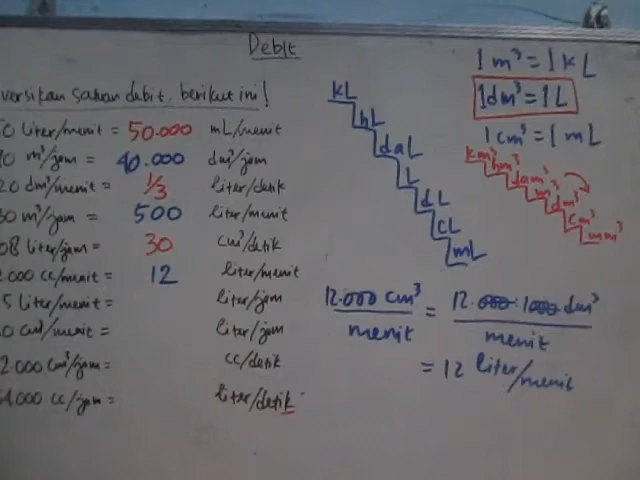 Debit
versikan satuan debit berikut ini!
0 liter/menit = 50.000 mL/menit
0 m³/jam = 40.000 dm³/jam
20 dm³/menit = 1/3 liter/detik
30 m³/jam = 500 liter/menit
08 liter/jam = 30 cm³/detik
2.000 cc/menit = 12 liter/menit
5 liter/menit = liter/jam
0 cm³/menit = liter/jam
2.000 cm³/jam = cc/detik
4.000 cc/jam = liter/detik
kL
hL
daL
L
dL
cL
mL
1 m³ = 1 kL
1 dm³ = 1 L
1 cm³ = 1 mL
km³
hm³
dam³
m³
dm³
cm³
mm³
12.000 cm³/menit = 12.000 : 1000 dm³/menit
= 12 liter/menit